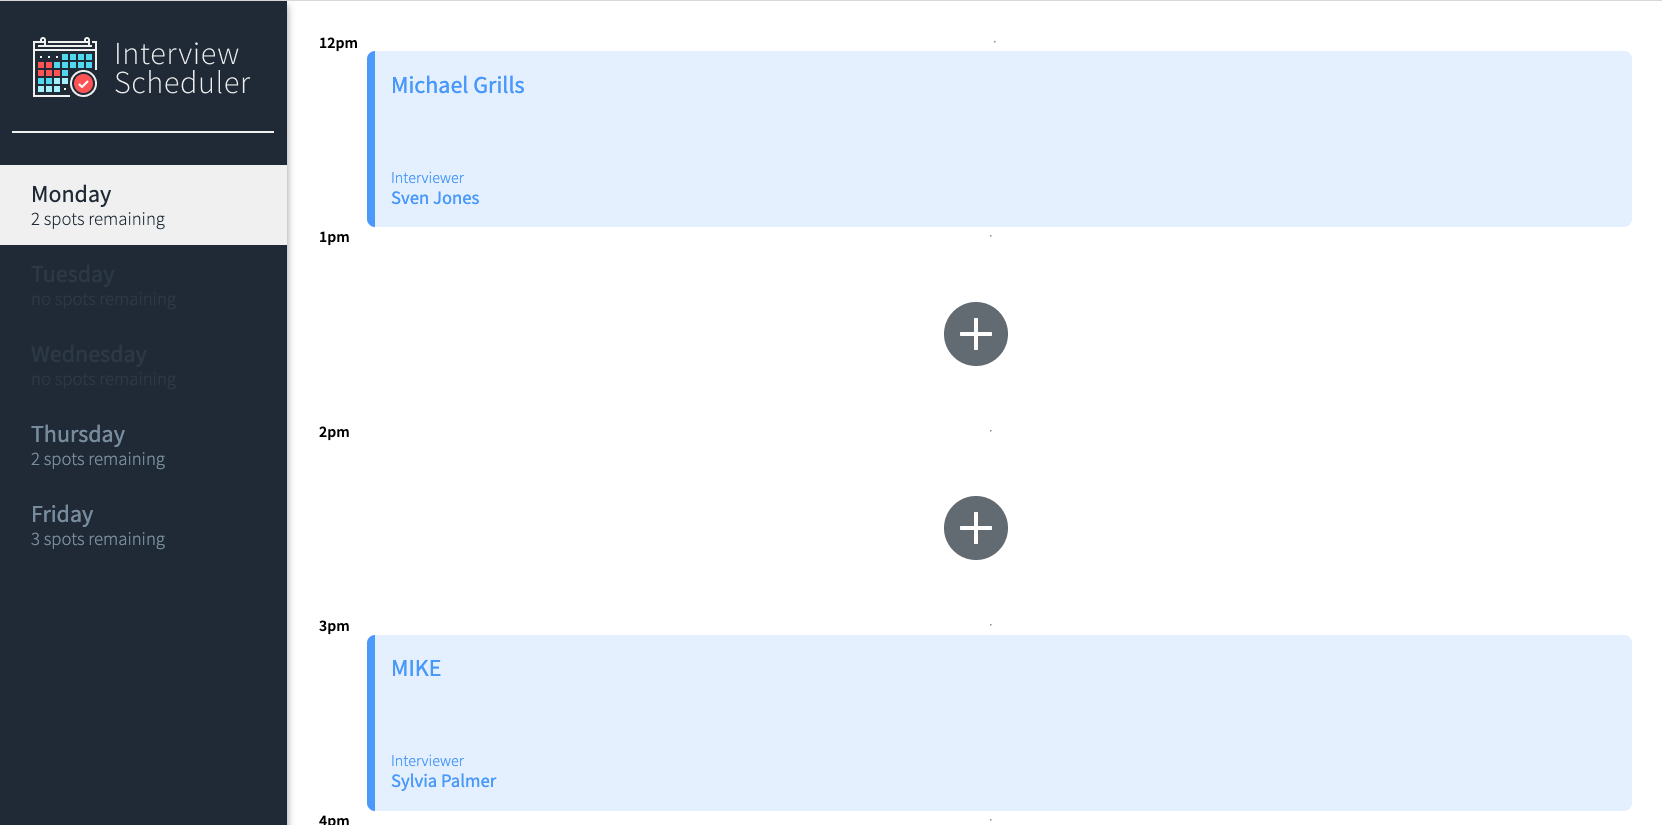 Interview
Scheduler
Monday
2 spots remaining
Tuesday
no spots remaining
Wednesday
no spots remaining
Thursday
2 spots remaining
Friday
3 spots remaining
12pm
Michael Grills
Interviewer
Sven Jones
1pm
2pm
3pm
MIKE
Interviewer
Sylvia Palmer
4pm